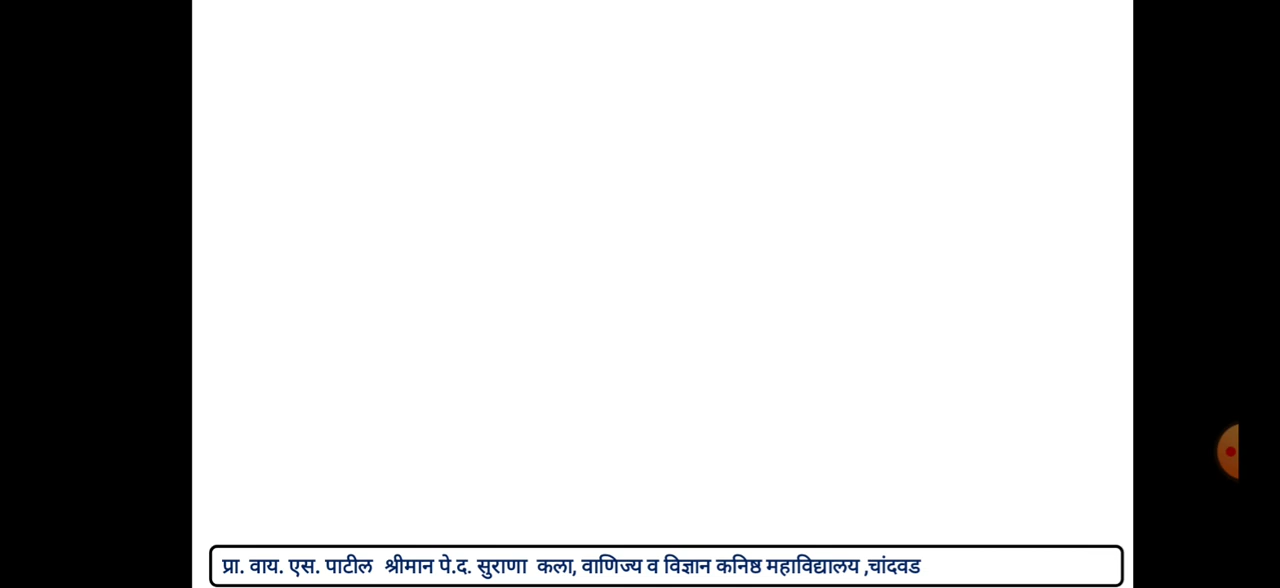 प्रा. वाय. एस. पाटील श्रीमान पे.द. सुराणा कला, वाणिज्य व विज्ञान कनिष्ठ महाविद्यालय ,चांदवड